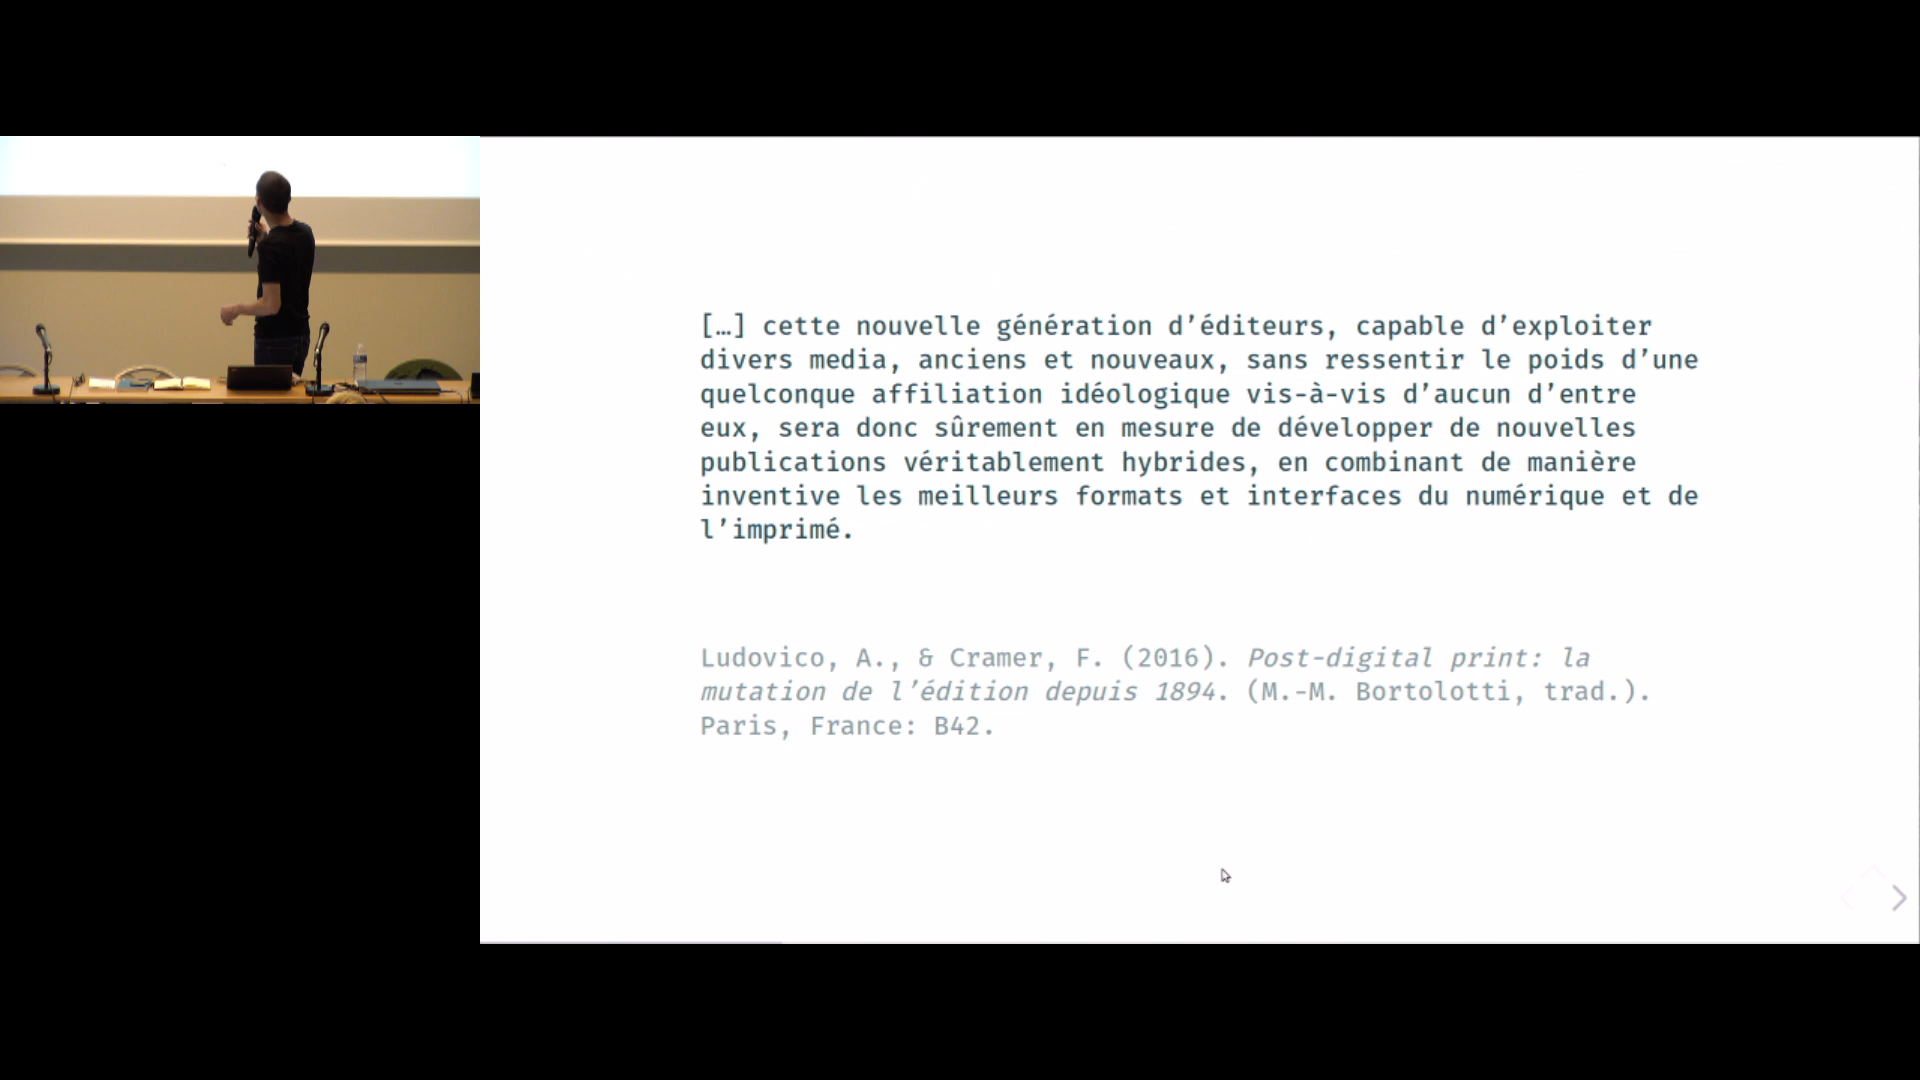 […] cette nouvelle génération d’éditeurs, capable d’exploiter
divers media, anciens et nouveaux, sans ressentir le poids d’une
quelconque affiliation idéologique vis-à-vis d’aucun d’entre
eux, sera donc sûrement en mesure de développer de nouvelles
publications véritablement hybrides, en combinant de manière
inventive les meilleurs formats et interfaces du numérique et de
l’imprimé.
Ludovico, A., & Cramer, F. (2016). Post-digital print: la
mutation de l’édition depuis 1894. (M.-M. Bortolotti, trad.).
Paris, France: B42.